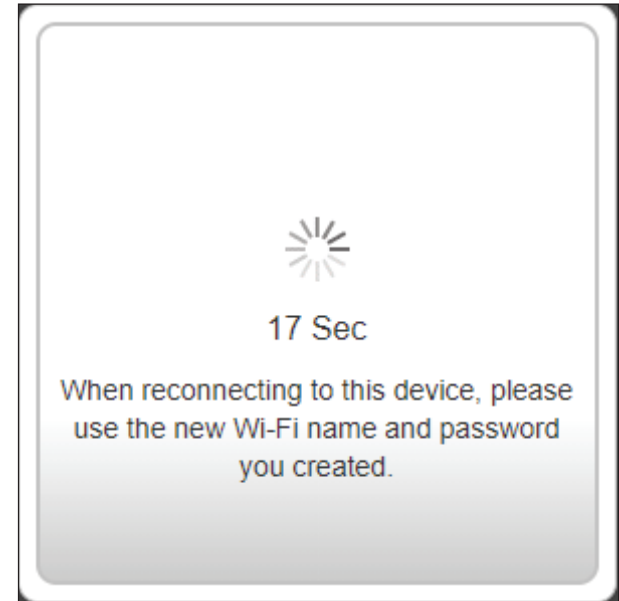 17 Sec
When reconnecting to this device, please
use the new Wi-Fi name and password
you created.